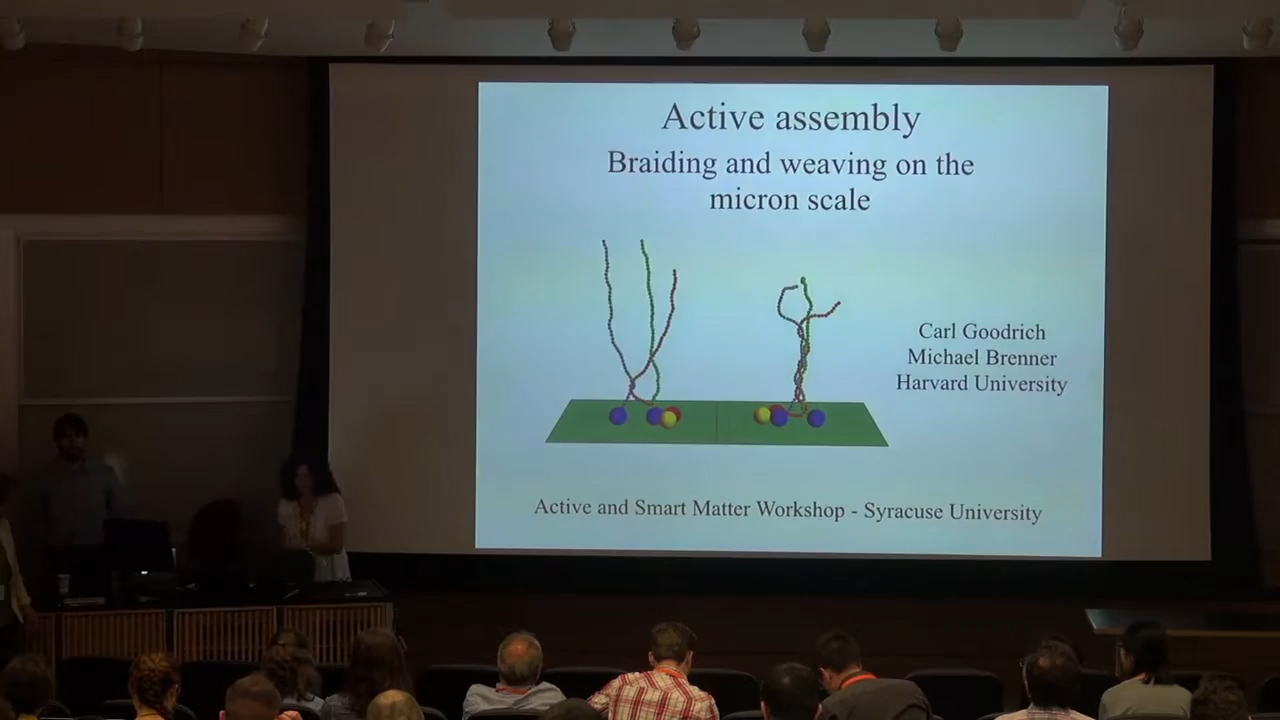 Active assembly
Braiding and weaving on the
micron scale
Carl Goodrich
Michael Brenner
Harvard University
Active and Smart Matter Workshop - Syracuse University